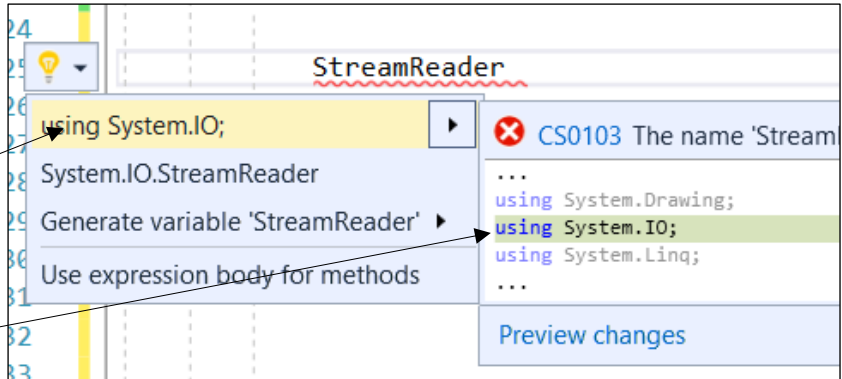 24
25
StreamReader
26
using System.IO;
27
28
System.IO.StreamReader
29
Generate variable 'StreamReader'
30
Use expression body for methods
31
32
33
CS0103 The name 'Stream
...
using System.Drawing;
using System.IO;
using System.Linq;
...
Preview changes